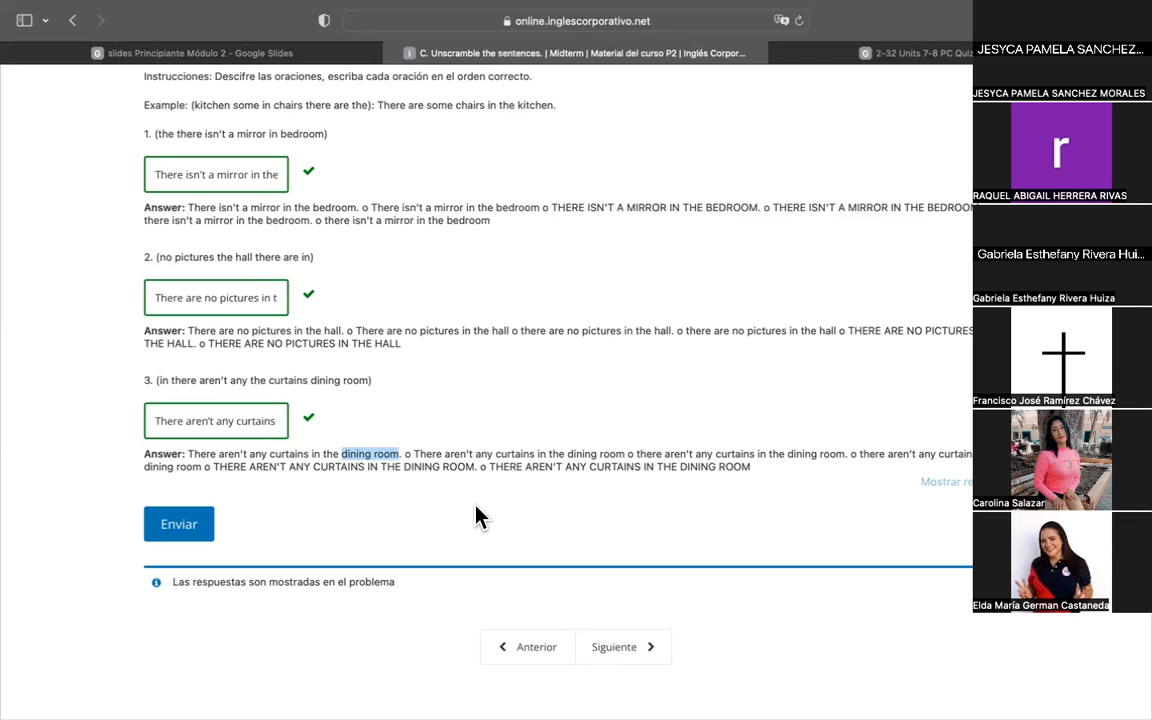 online.inglescorporativo.net
slides Principiante Módulo 2 - Google Slides
C. Unscramble the sentences. | Midterm | Material del curso P2 | Inglés Corpor...
2-32 Units 7-8 PC Quiz
Instrucciones: Descifre las oraciones, escriba cada oración en el orden correcto.
Example: (kitchen some in chairs there are the): There are some chairs in the kitchen.
1. (the there isn't a mirror in bedroom)
There isn't a mirror in the
Answer: There isn't a mirror in the bedroom. o There isn't a mirror in the bedroom o THERE ISN'T A MIRROR IN THE BEDROOM. o THERE ISN'T A MIRROR IN THE BEDROOM
there isn't a mirror in the bedroom. o there isn't a mirror in the bedroom
2. (no pictures the hall there are in)
There are no pictures in t
Answer: There are no pictures in the hall. o There are no pictures in the hall o there are no pictures in the hall. o there are no pictures in the hall o THERE ARE NO PICTURES
THE HALL. o THERE ARE NO PICTURES IN THE HALL
3. (in there aren't any the curtains dining room)
There aren't any curtains
Answer: There aren't any curtains in the dining room. o There aren't any curtains in the dining room o there aren't any curtains in the dining room. o there aren't any curtain
dining room o THERE AREN'T ANY CURTAINS IN THE DINING ROOM. o THERE AREN'T ANY CURTAINS IN THE DINING ROOM
Mostrar re
Enviar
Las respuestas son mostradas en el problema
Anterior
Siguiente
JESYCA PAMELA SANCHEZ...
JESYCA PAMELA SANCHEZ MORALES
r
RAQUEL ABIGAIL HERRERA RIVAS
Gabriela Esthefany Rivera Hui...
Gabriela Esthefany Rivera Huiza
Francisco José Ramírez Chávez
Carolina Salazar
Elda María German Castaneda